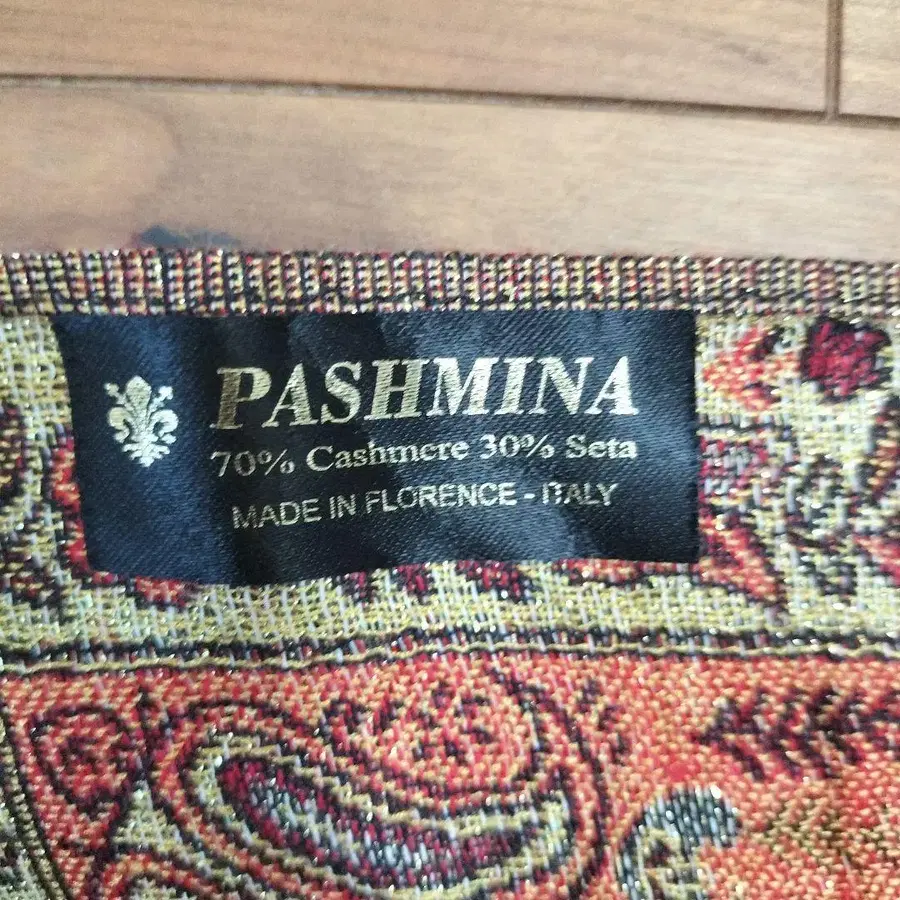 PASHMINA
70% Cashmere 30% Seta
MADE IN FLORENCE - ITALY